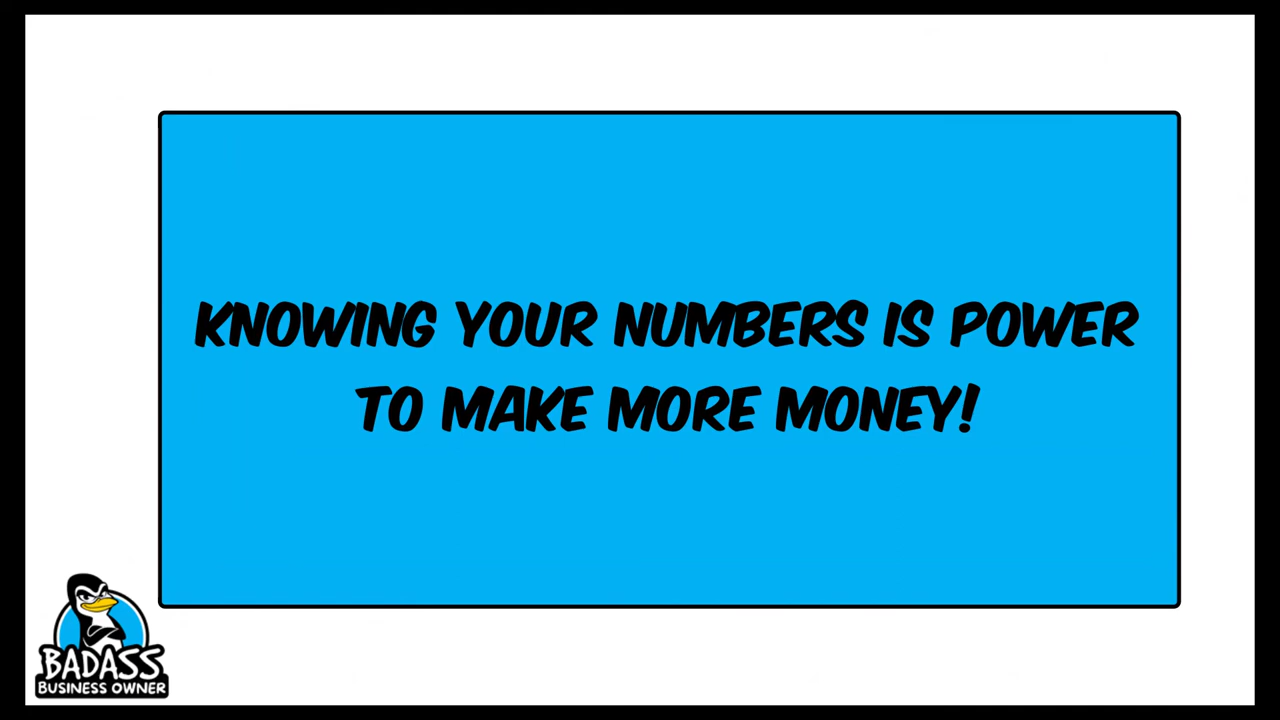 KNOWING YOUR NUMBERS IS POWER
TO MAKE MORE MONEY!
BADASS
BUSINESS OWNER